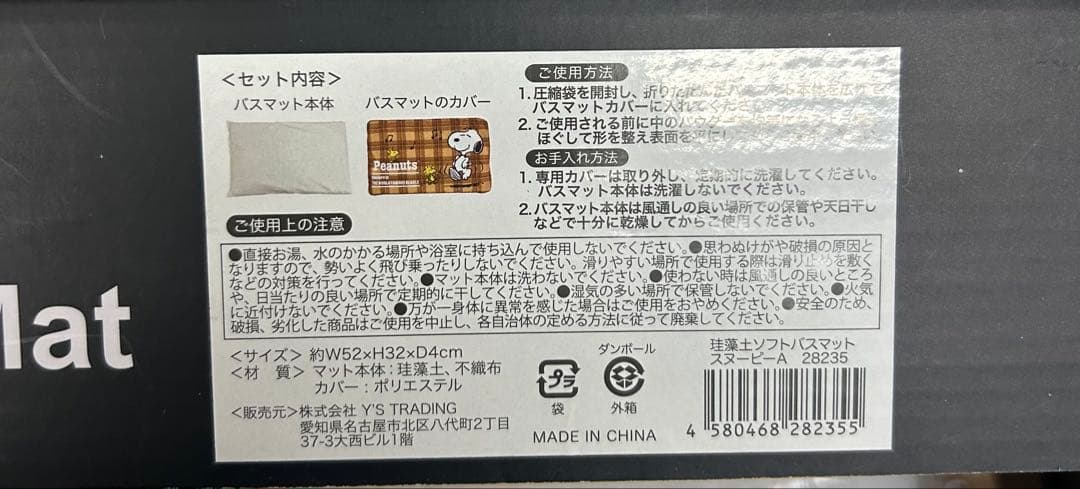 Mat
<セット内容>
バスマット本体
バスマットのカバー
Peanuts
ご使用方法
1. 圧縮袋を開封し、折りた
バスマットカバーに入れてください。
2. ご使用される前に中のパウダー
ほぐして形を整え表面を
お手入れ方法
1. 専用カバーは取り外し、定期的に洗濯してください。
バスマット本体は洗濯しないでください。
2. バスマット本体は風通しの良い場所での保管や天日干し
などで十分に乾燥してからご使用ください。
ご使用上の注意
●直接お湯、水のかかる場所や浴室に持ち込んで使用しないでください。●思わぬけがや破損の原因と
なりますので、勢いよく飛び乗ったりしないでください。滑りやすい場所で使用する際は滑り止めを敷く
などの対策を行ってください。●マット本体は洗わないでください。●使わない時は風通しの良いところ
や、日当たりの良い場所で定期的に干してください。●湿気の多い場所で保管しないでください。●火気
に近付けないでください。●万が一身体に異常を感じた場合はご使用をおやめください。●安全のため、
破損、劣化した商品はご使用を中止し、各自治体の定める方法に従って廃棄してください。
<サイズ> 約W52×H32×D4cm
<材 質> マット本体:珪藻土、不織布
カバー:ポリエステル
<販売元>株式会社 Y'S TRADING
愛知県名古屋市北区八代町2丁目
37-3大西ビル1階
プラ
袋
ダンボール
外箱
MADE IN CHINA
珪藻土ソフトバスマット
スヌーピーA 28235
4 580468 282355